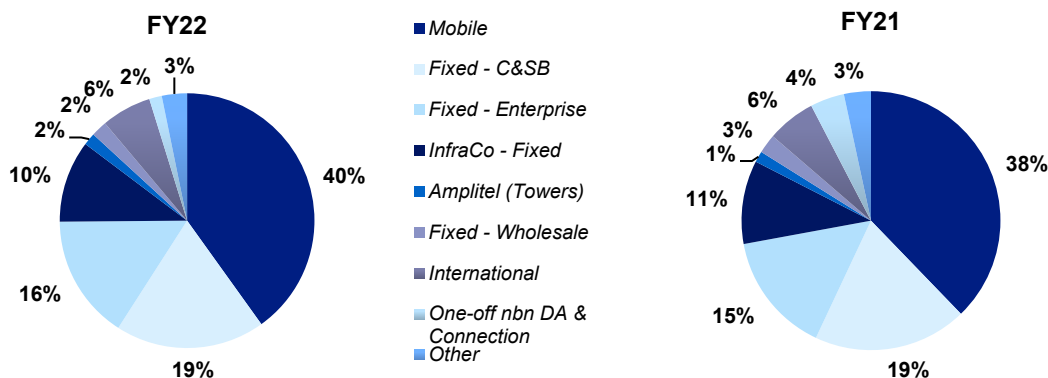 FY22
3%
2%
6%
2%
2%
10%
16%
19%
40%
Mobile
Fixed - C&SB
Fixed - Enterprise
InfraCo - Fixed
Amplitel (Towers)
Fixed - Wholesale
International
One-off nbn DA &
Connection
Other
FY21
3%
4%
6%
3%
1%
11%
15%
19%
38%